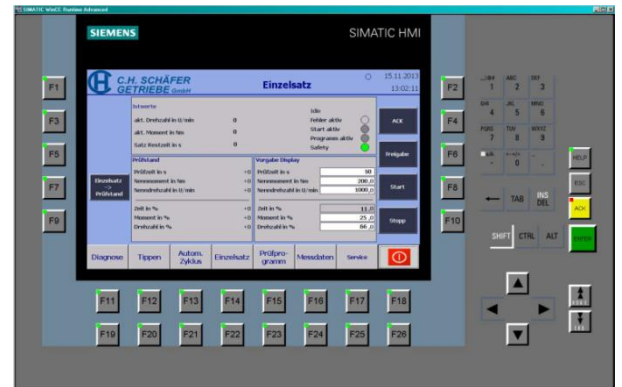 SIMATIC WinCC Runtime Advanced
SIEMENS
SIMATIC HMI
C.H. SCHÄFER
GETRIEBE GmbH
Einzelsatz
15.11.2013
13:02:11
Istwerte
akt. Drehzahl in U/min 0
akt. Moment in Nm 0
Satz Restzeit in s 0
Fehler aktiv
Start aktiv
Programm aktiv
Safety
ACK
Freigabe
Start
Stopp
Einzelsatz
->
Prüfstand
Prüfstand
Prüfzeit in s +0
Nennmoment in Nm +0
Nenndrehzahl in U/min +0
Zeit in % +0
Moment in % +0
Drehzahl in % +0
Vorgabe Display
Prüfzeit in s 50
Nennmoment in Nm 200,0
Nenndrehzahl in U/min 1000,0
Zeit in % 11,0
Moment in % 25,0
Drehzahl in % 66,0
Diagnose
Tippen
Autom. Zyklus
Einzelsatz
Prüfpro-
gramm
Messdaten
Service
F1
F2
F3
F4
F5
F6
F7
F8
F9
F10
F11 F12 F13 F14 F15 F16 F17 F18
F19 F20 F21 F22 F23 F24 F25 F26
ABC
1 2 3
JKL MNO
4 5 6
PQRS TUV WXYZ
7 8 9
- 0 .
← TAB INS
DEL
SHIFT CTRL ALT
HELP
ESC
ACK
ENTER